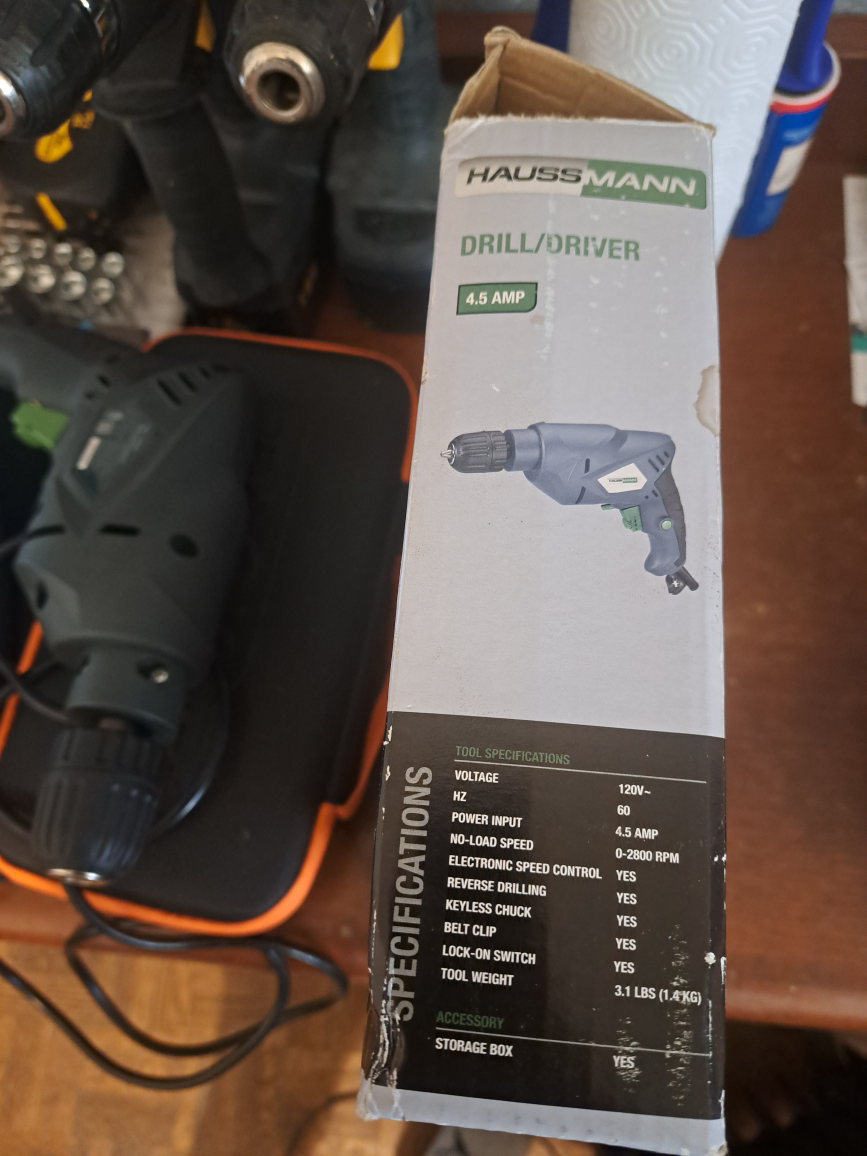 HAUSSMANN
DRILL/DRIVER
4.5 AMP
SPECIFICATIONS
TOOL SPECIFICATIONS
VOLTAGE 120V~
HZ 60
POWER INPUT 4.5 AMP
NO-LOAD SPEED 0-2800 RPM
ELECTRONIC SPEED CONTROL YES
REVERSE DRILLING YES
KEYLESS CHUCK YES
BELT CLIP YES
LOCK-ON SWITCH YES
TOOL WEIGHT 3.1 LBS (1.4 KG)
ACCESSORY
STORAGE BOX YES